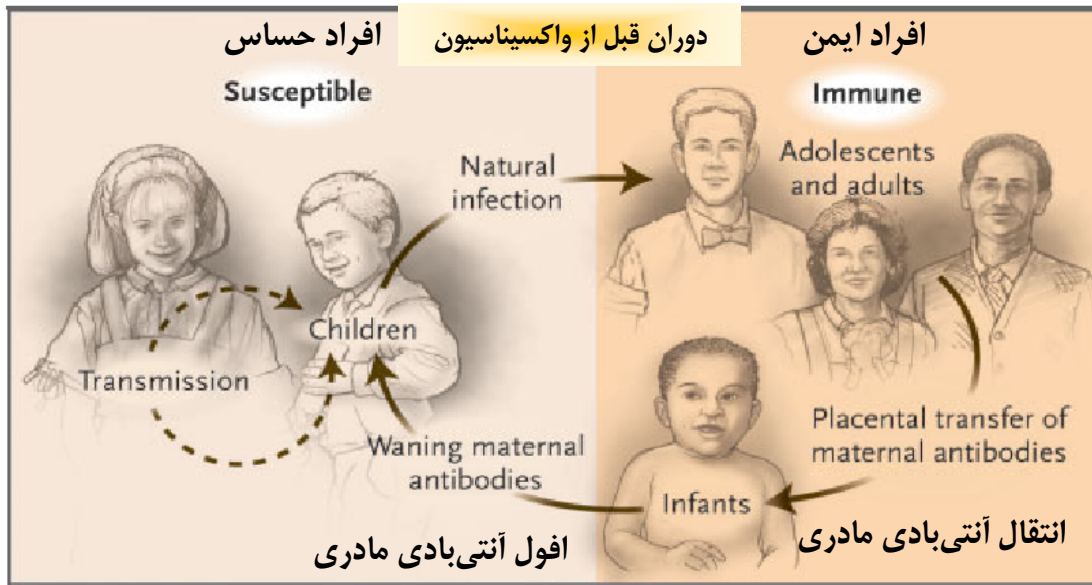 دوران قبل از واکسیناسیون
افراد حساس
افراد ایمن
Susceptible
Immune
Natural
infection
Adolescents
and adults
Children
Transmission
Waning maternal
antibodies
Infants
Placental transfer of
maternal antibodies
افول آنتی‌بادی مادری
انتقال آنتی‌بادی مادری